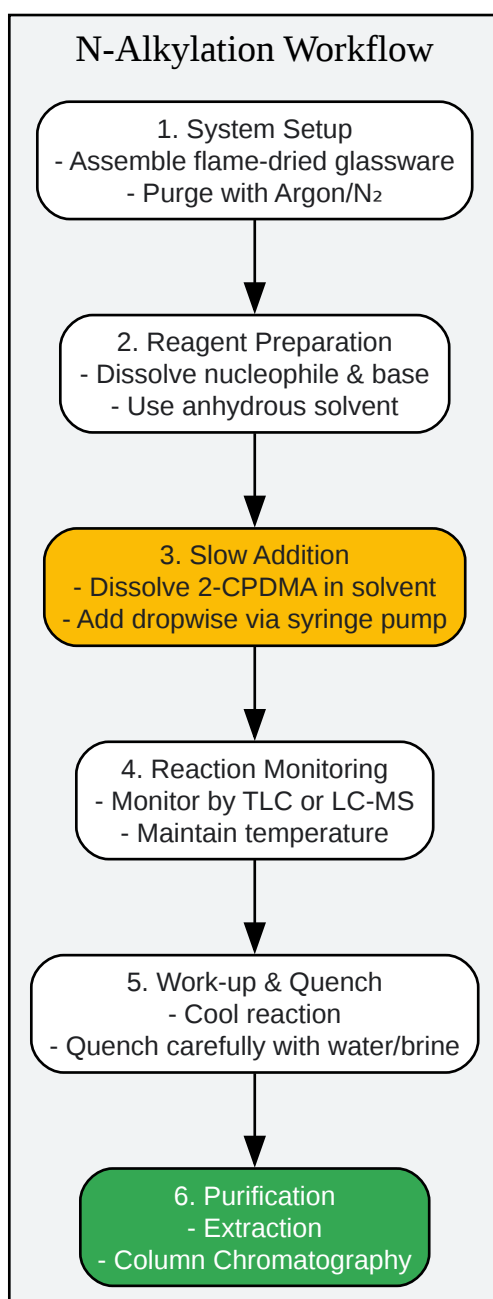 N-Alkylation Workflow
1. System Setup
- Assemble flame-dried glassware
- Purge with Argon/N₂
2. Reagent Preparation
- Dissolve nucleophile & base
- Use anhydrous solvent
3. Slow Addition
- Dissolve 2-CPDMA in solvent
- Add dropwise via syringe pump
4. Reaction Monitoring
- Monitor by TLC or LC-MS
- Maintain temperature
5. Work-up & Quench
- Cool reaction
- Quench carefully with water/brine
6. Purification
- Extraction
- Column Chromatography